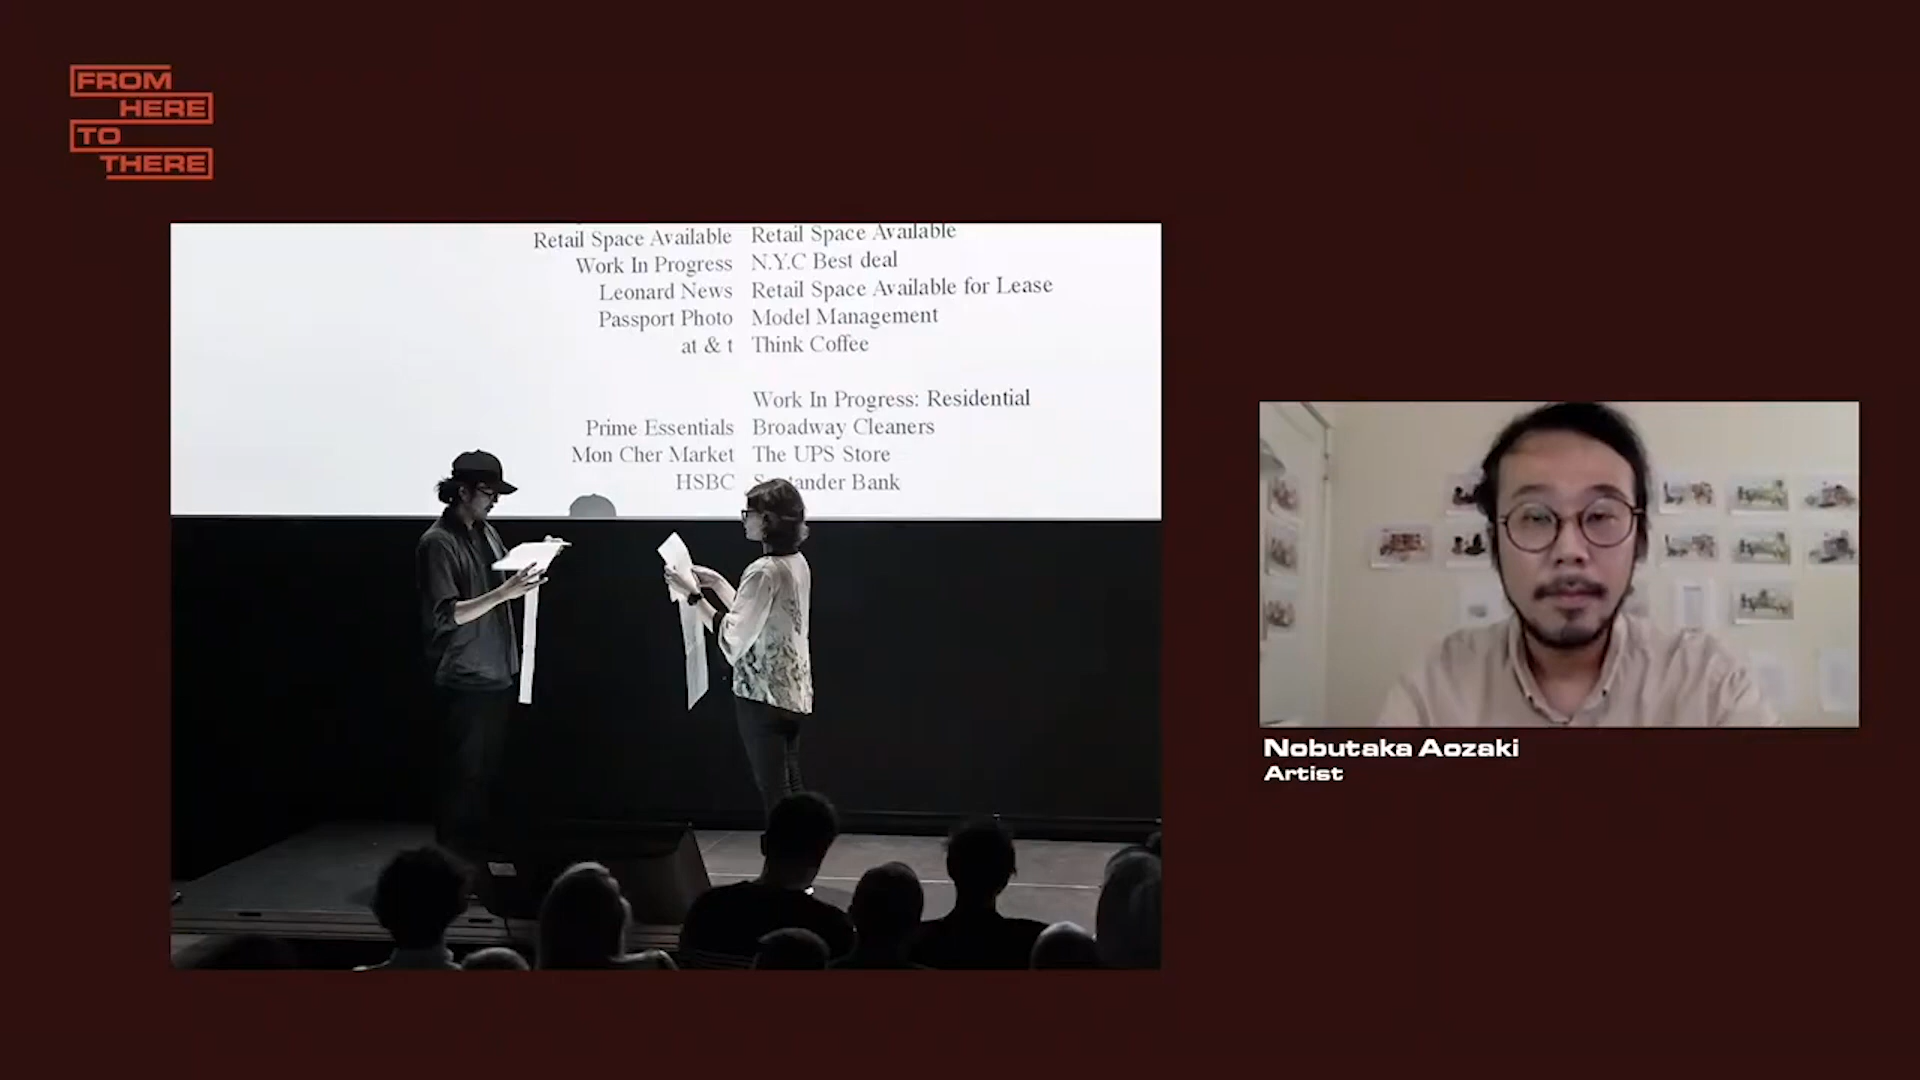 FROM
HERE
TO
THERE
Retail Space Available Retail Space Available
Work In Progress N.Y.C Best deal
Leonard News Retail Space Available for Lease
Passport Photo Model Management
at & t Think Coffee
Work In Progress: Residential
Prime Essentials Broadway Cleaners
Mon Cher Market The UPS Store
HSBC Santander Bank
Nobutaka Aozaki
Artist